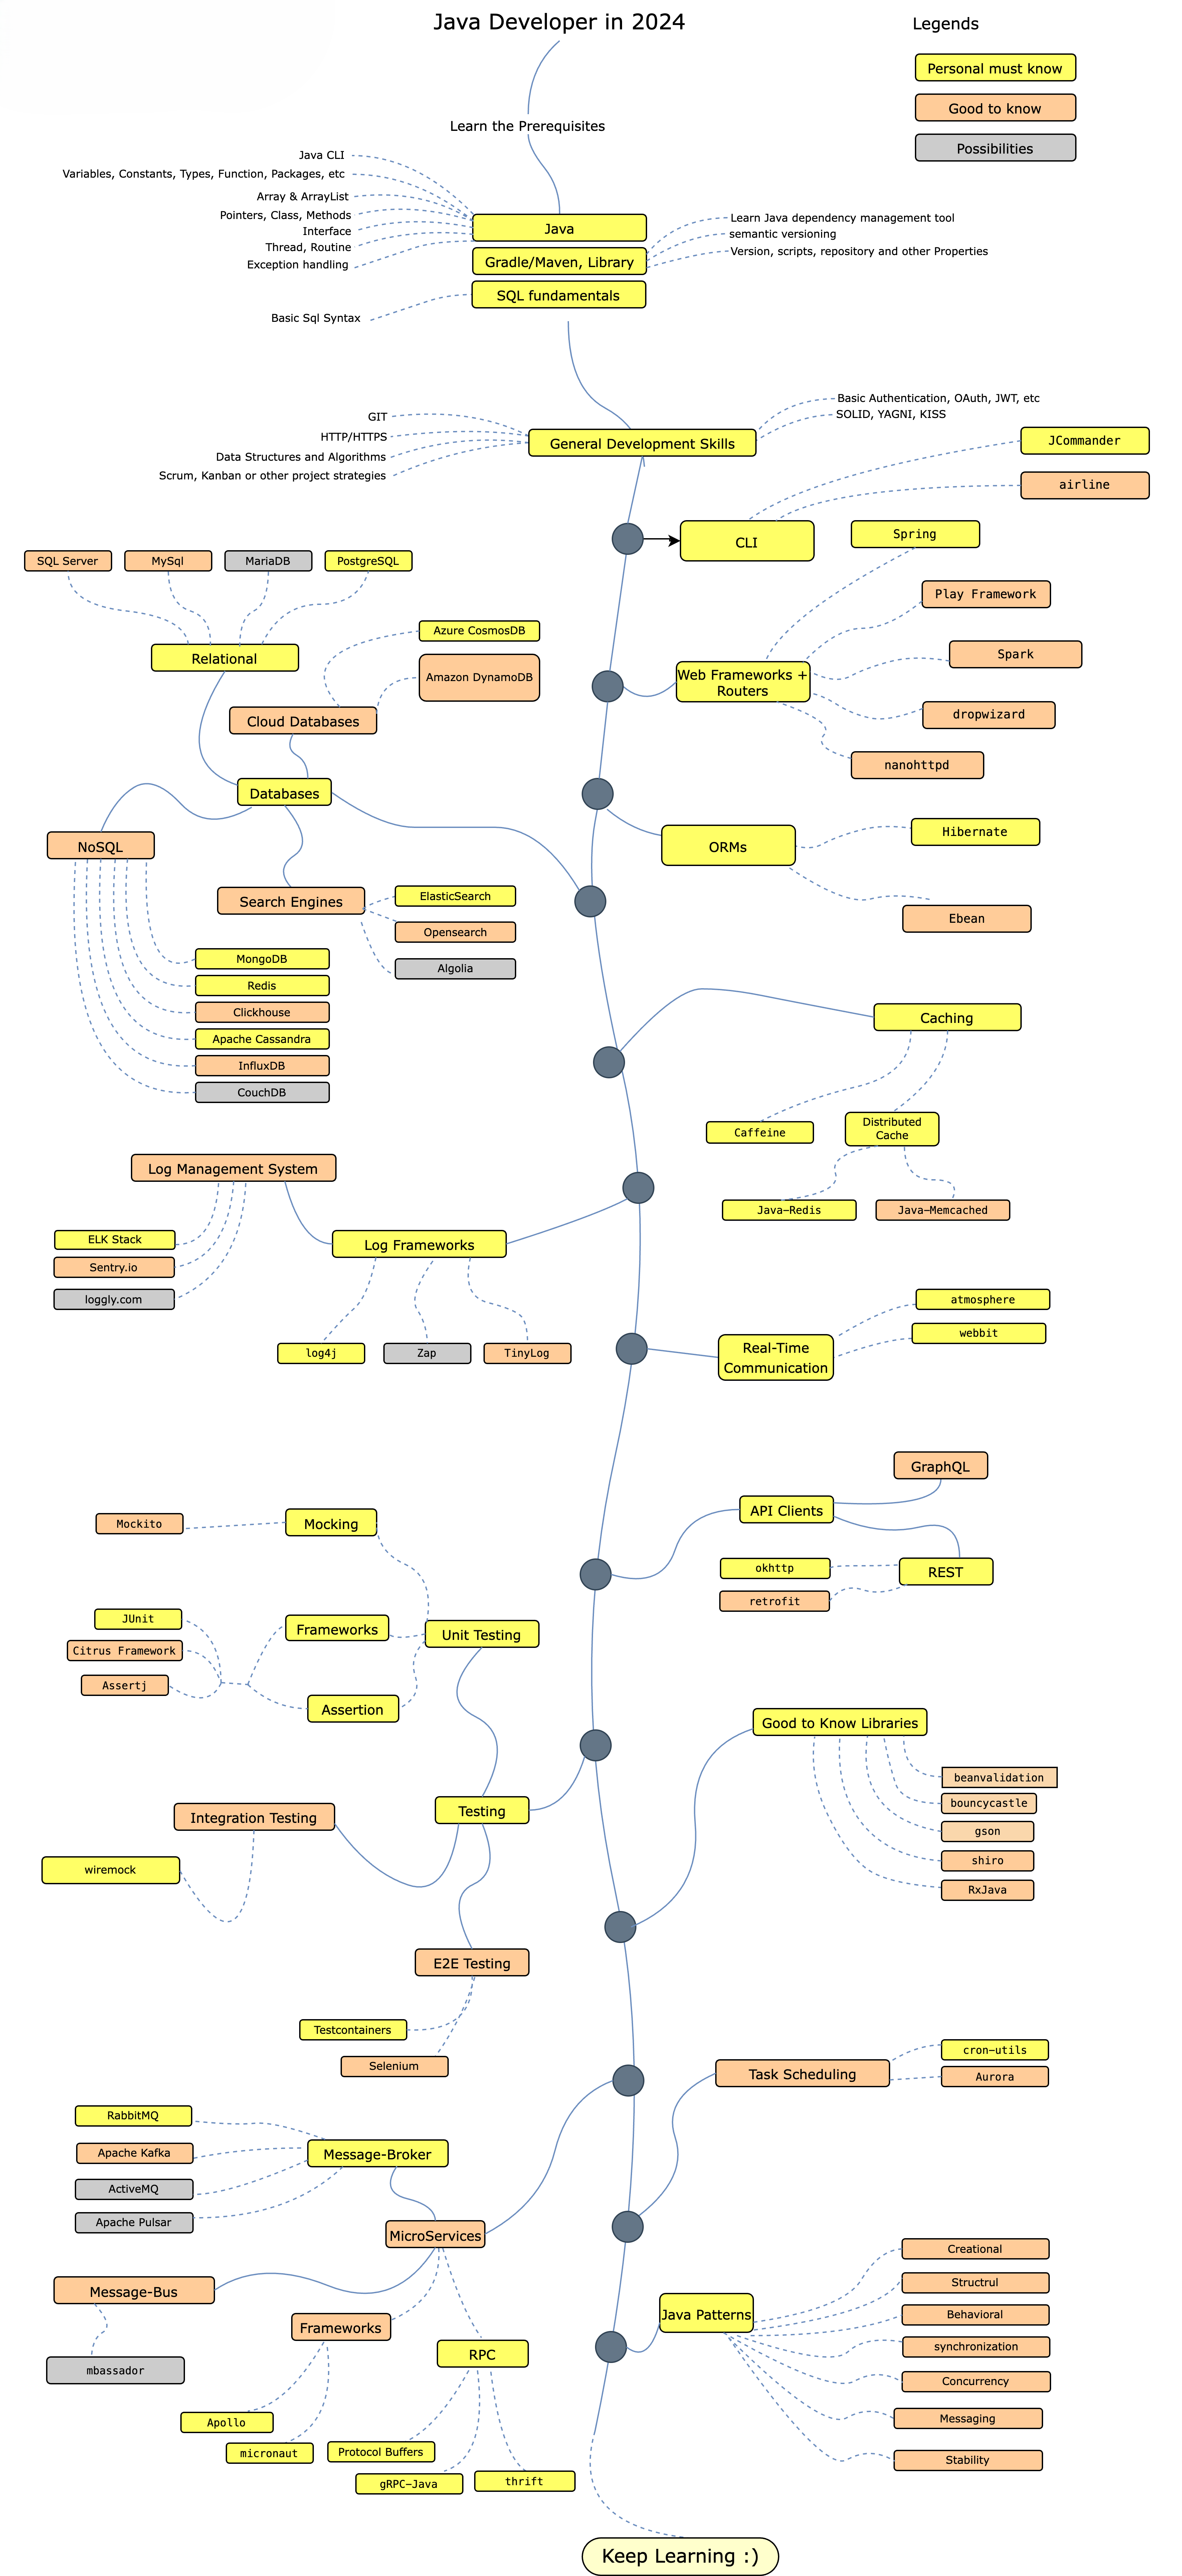 Java Developer in 2024
Legends
Personal must know
Good to know
Possibilities
Learn the Prerequisites
Java CLI
Variables, Constants, Types, Function, Packages, etc
Array & ArrayList
Pointers, Class, Methods
Interface
Thread, Routine
Exception handling
Java
Gradle/Maven, Library
SQL fundamentals
Learn Java dependency management tool
semantic versioning
Version, scripts, repository and other Properties
Basic Sql Syntax
GIT
HTTP/HTTPS
Data Structures and Algorithms
Scrum, Kanban or other project strategies
General Development Skills
Basic Authentication, OAuth, JWT, etc
SOLID, YAGNI, KISS
JCommander
airline
CLI
Spring
Play Framework
Spark
Web Frameworks +
Routers
dropwizard
nanohttpd
SQL Server
MySql
MariaDB
PostgreSQL
Relational
Azure CosmosDB
Amazon DynamoDB
Cloud Databases
Databases
NoSQL
Search Engines
ElasticSearch
Opensearch
Algolia
MongoDB
Redis
Clickhouse
Apache Cassandra
InfluxDB
CouchDB
ORMs
Hibernate
Ebean
Caching
Caffeine
Distributed
Cache
Java-Redis
Java-Memcached
Log Management System
ELK Stack
Sentry.io
loggly.com
Log Frameworks
log4j
Zap
TinyLog
Real-Time
Communication
atmosphere
webbit
GraphQL
API Clients
REST
okhttp
retrofit
Mockito
Mocking
JUnit
Citrus Framework
Assertj
Frameworks
Unit Testing
Assertion
Good to Know Libraries
beanvalidation
bouncycastle
gson
shiro
RxJava
Testing
Integration Testing
wiremock
E2E Testing
Testcontainers
Selenium
Task Scheduling
cron-utils
Aurora
RabbitMQ
Apache Kafka
ActiveMQ
Apache Pulsar
Message-Broker
MicroServices
Message-Bus
mbassador
Frameworks
RPC
Apollo
micronaut
Protocol Buffers
gRPC-Java
thrift
Java Patterns
Creational
Structrul
Behavioral
synchronization
Concurrency
Messaging
Stability
Keep Learning :)